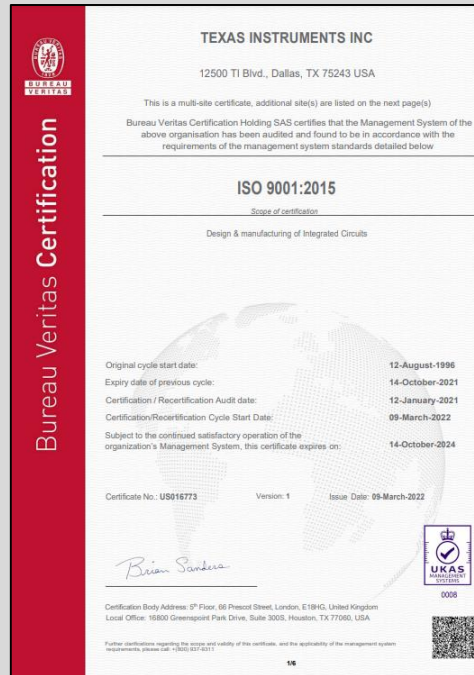 BUREAU
VERITAS
Bureau Veritas Certification
TEXAS INSTRUMENTS INC
12500 TI Blvd., Dallas, TX 75243 USA
This is a multi-site certificate, additional site(s) are listed on the next page(s)
Bureau Veritas Certification Holding SAS certifies that the Management System of the
above organisation has been audited and found to be in accordance with the
requirements of the management system standards detailed below
ISO 9001:2015
Scope of certification
Design & manufacturing of Integrated Circuits
Original cycle start date: 12-August-1996
Expiry date of previous cycle: 14-October-2021
Certification / Recertification Audit date: 12-January-2021
Certification/Recertification Cycle Start Date: 09-March-2022
Subject to the continued satisfactory operation of the
organization's Management System, this certificate expires on: 14-October-2024
Certificate No.: US016773 Version: 1 Issue Date: 09-March-2022
Brian Sanders
UKAS
MANAGEMENT
SYSTEMS
0008
Certification Body Address: 5th Floor, 66 Prescot Street, London, E18HG, United Kingdom
Local Office: 16800 Greenspoint Park Drive, Suite 300S, Houston, TX 77060, USA
Further clarifications regarding the scope and validity of this certificate, and the applicability of the management system
requirements, please call: +(800) 937-9311
1/6